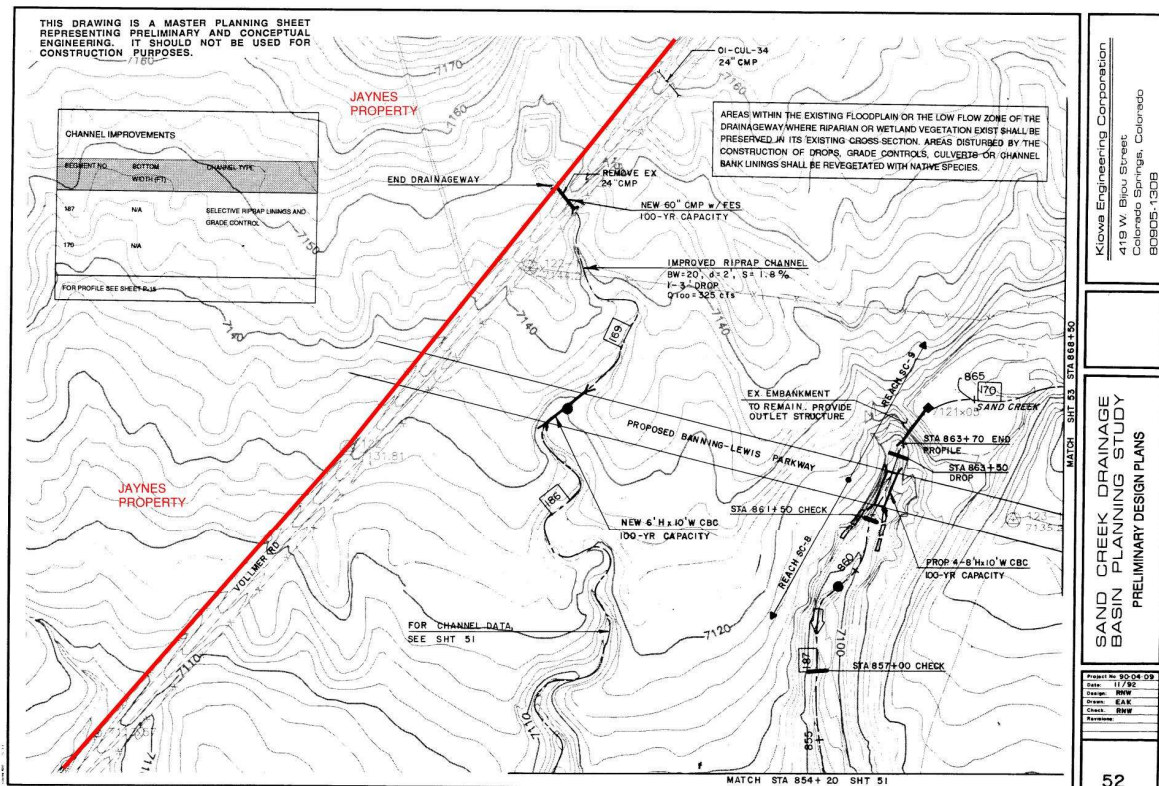 THIS DRAWING IS A MASTER PLANNING SHEET
REPRESENTING PRELIMINARY AND CONCEPTUAL
ENGINEERING. IT SHOULD NOT BE USED FOR
CONSTRUCTION PURPOSES.
7160
7170
01-CUL-34
24" CMP
7160
JAYNES
PROPERTY
7160
CHANNEL IMPROVEMENTS
SEGMENT NO.
BOTTOM
WIDTH (FT)
CHANNEL TYPE
187
N/A
SELECTIVE RIPRAP LININGS AND
GRADE CONTROL
170
N/A
FOR PROFILE SEE SHEET
AREAS WITHIN THE EXISTING FLOODPLAIN OR THE LOW FLOW ZONE OF THE
DRAINAGEWAY WHERE RIPARIAN OR WETLAND VEGETATION EXIST SHALL BE
PRESERVED IN ITS EXISTING CROSS-SECTION. AREAS DISTURBED BY THE
CONSTRUCTION OF DROPS, GRADE CONTROLS, CULVERTS OR CHANNEL
BANK LININGS SHALL BE REVEGETATED WITH NATIVE SPECIES.
END DRAINAGEWAY
REMOVE EX
24" CMP
NEW 60" CMP w/ FES
100-YR CAPACITY
7150
IMPROVED RIPRAP CHANNEL
BW=20', d=2', S=1.8%
1-3' DROP
Q100=325 cfs
7140
7140
7140
169
REACH SC-9
865
170
SAND CREEK
EX. EMBANKMENT
TO REMAIN. PROVIDE
OUTLET STRUCTURE
STA 863+70 END
PROFILE
STA 863+50
DROP
PROPOSED BANNING-LEWIS PARKWAY
JAYNES
PROPERTY
186
NEW 6'H x 10'W CBC
100-YR CAPACITY
STA 861+50 CHECK
REACH SC-8
860
PROP 4-8'Hx10'W CBC
100-YR CAPACITY
VOLLMER RD
FOR CHANNEL DATA,
SEE SHT 51
7120
7100
187
STA 857+00 CHECK
7110
7110
855
MATCH STA 854+20 SHT 51
MATCH SHT 53 STA 868+50
Kiowa Engineering Corporation
419 W. Bijou Street
Colorado Springs, Colorado
80905-1308
SAND CREEK DRAINAGE
BASIN PLANNING STUDY
PRELIMINARY DESIGN PLANS
Project No 90-04-09
Date: 11/92
Design: RNW
Drawn: EAK
Check: RNW
Revisions:
52